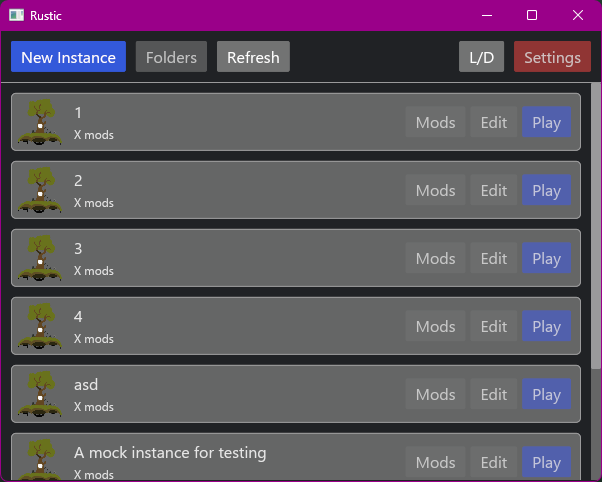 Rustic
New Instance Folders Refresh L/D Settings
1
X mods
Mods Edit Play
2
X mods
Mods Edit Play
3
X mods
Mods Edit Play
4
X mods
Mods Edit Play
asd
X mods
Mods Edit Play
A mock instance for testing
X mods
Mods Edit Play